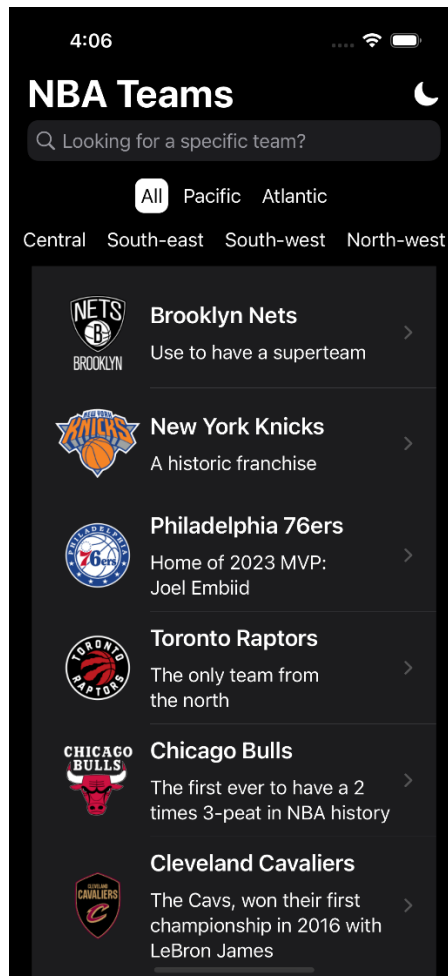 4:06
NBA Teams
Looking for a specific team?
All Pacific Atlantic
Central South-east South-west North-west
NETS
B
BROOKLYN
Brooklyn Nets
Use to have a superteam
NEW YORK
KNICKS
New York Knicks
A historic franchise
PHILADELPHIA
76ers
Philadelphia 76ers
Home of 2023 MVP:
Joel Embiid
TORONTO
RAPTORS
Toronto Raptors
The only team from
the north
CHICAGO
BULLS
Chicago Bulls
The first ever to have a 2
times 3-peat in NBA history
CLEVELAND
CAVALIERS
C
Cleveland Cavaliers
The Cavs, won their first
championship in 2016 with
LeBron James